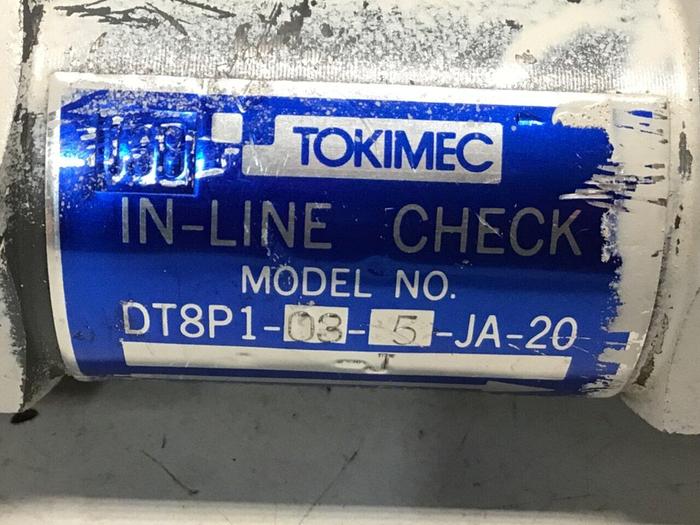 TOKIMEC
IN-LINE CHECK
MODEL NO.
DT8P1-03-5-JA-20